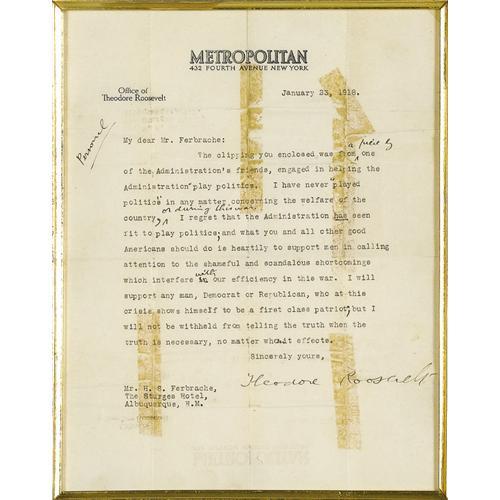 METROPOLITAN
432 FOURTH AVENUE NEW YORK
Office of
Theodore Roosevelt
January 23, 1918.
Personal
My dear Mr. Ferbrache:
The clipping you enclosed was from a piece by one
of the Administration's friends, engaged in helping the
Administration "play politics. I have never "played
politics" in any matter concerning the welfare of the
country, or during this war. I regret that the Administration has seen
fit to play politics; and what you and all other good
Americans should do is heartily to support men in calling
attention to the shameful and scandalous shortcomings
which interfere with our efficiency in this war. I will
support any man, Democrat or Republican, who at this
crisis shows himself to be a first class patriot; but I
will not be withheld from telling the truth when the
truth is necessary, no matter who it effects.
Sincerely yours,
Theodore Roosevelt
Mr. H. S. Ferbrache,
The Sturges Hotel,
Albuquerque, N.M.